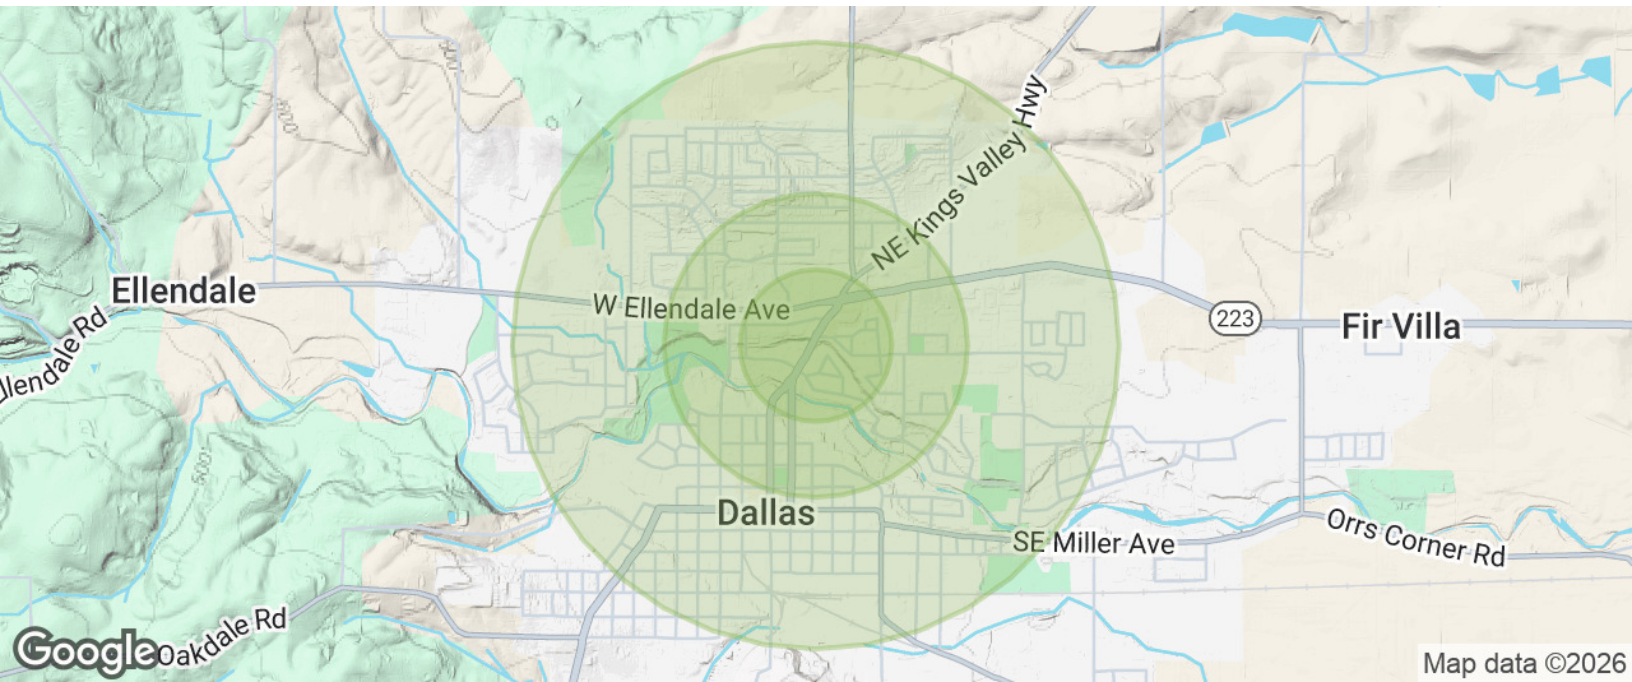 NE Kings Valley Hwy
Ellendale
W Ellendale Ave
223
Fir Villa
llendale Rd
500'
Dallas
SE Miller Ave
Orrs Corner Rd
Oakdale Rd
Google
Map data ©2026